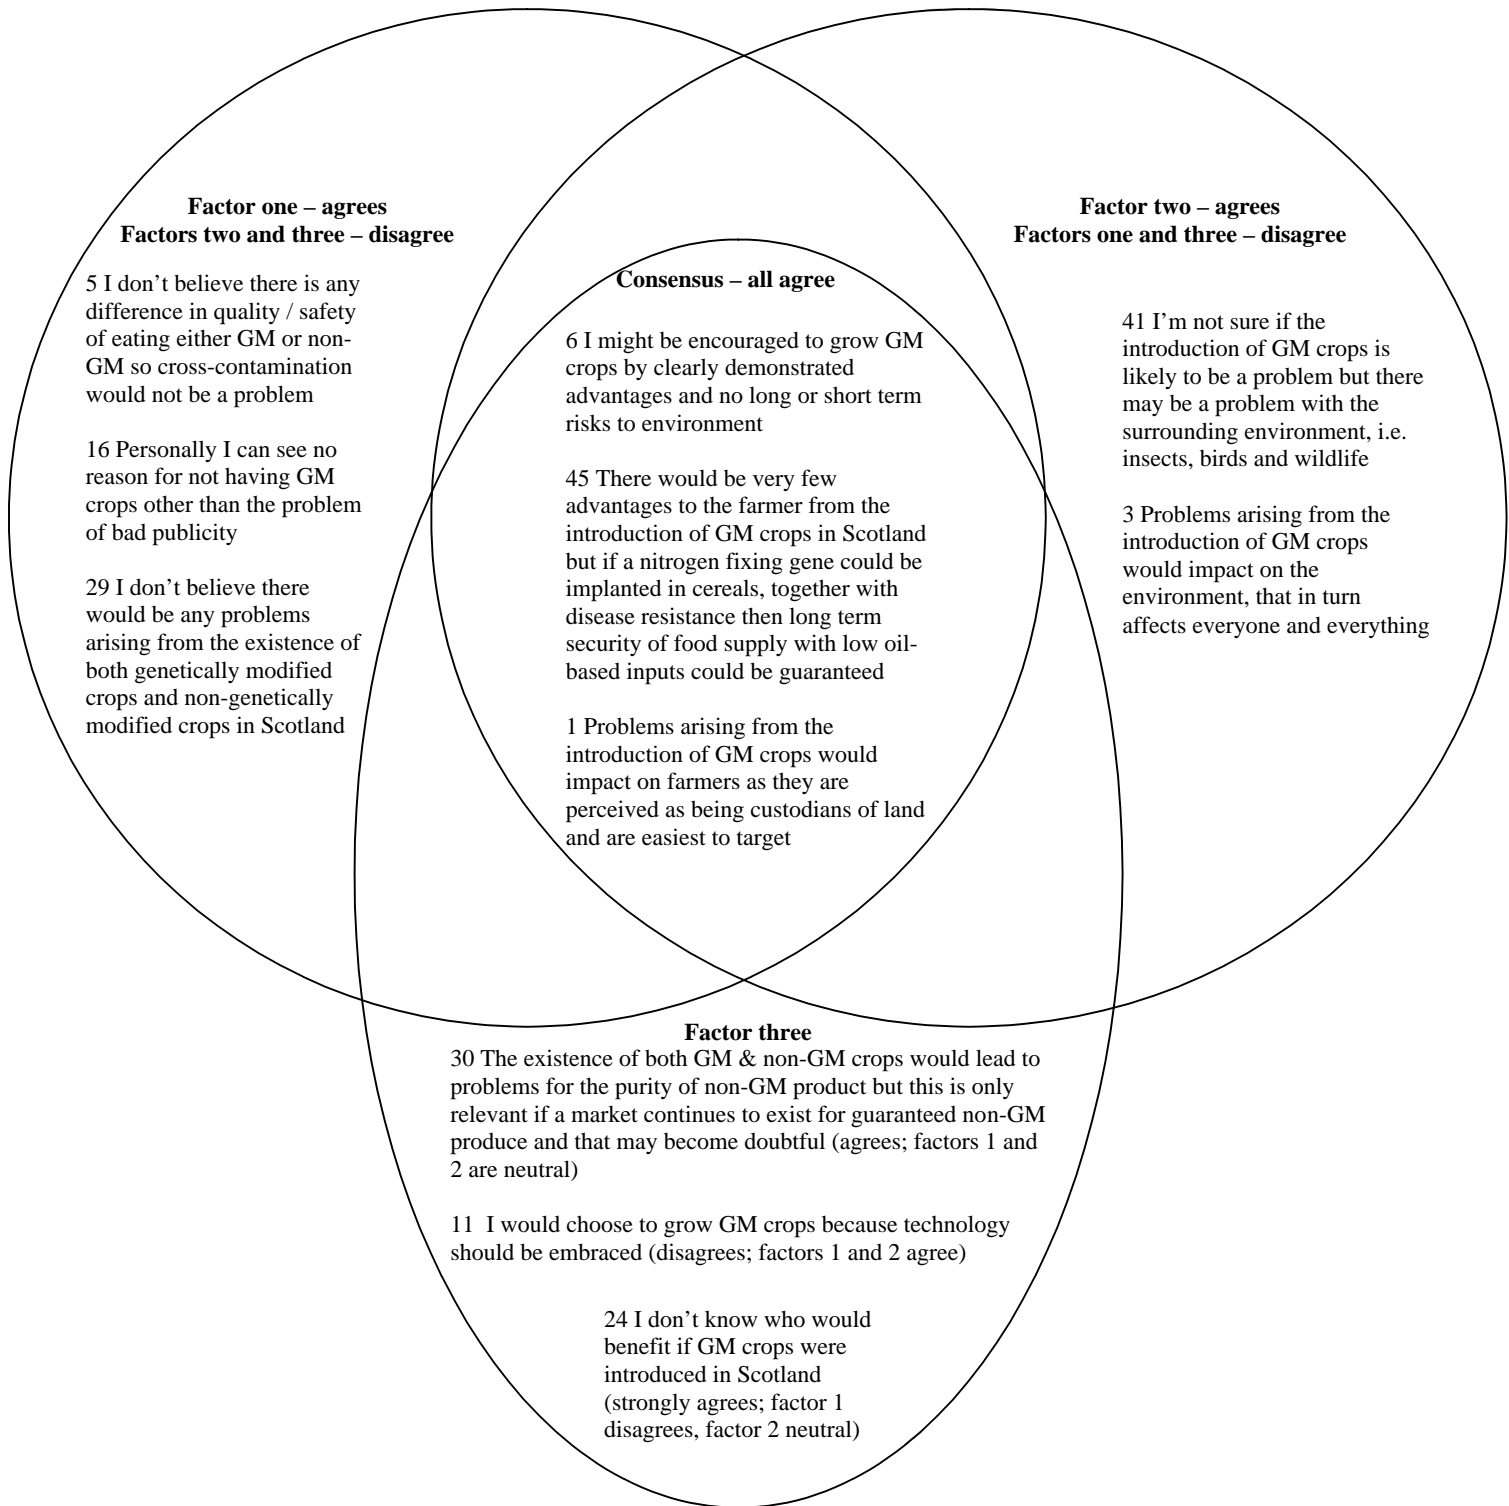 Factor one – agrees
Factors two and three – disagree
5 I don’t believe there is any
difference in quality / safety
of eating either GM or non-
GM so cross-contamination
would not be a problem
16 Personally I can see no
reason for not having GM
crops other than the problem
of bad publicity
29 I don’t believe there
would be any problems
arising from the existence of
both genetically modified
crops and non-genetically
modified crops in Scotland
Consensus – all agree
6 I might be encouraged to grow GM
crops by clearly demonstrated
advantages and no long or short term
risks to environment
45 There would be very few
advantages to the farmer from the
introduction of GM crops in Scotland
but if a nitrogen fixing gene could be
implanted in cereals, together with
disease resistance then long term
security of food supply with low oil-
based inputs could be guaranteed
1 Problems arising from the
introduction of GM crops would
impact on farmers as they are
perceived as being custodians of land
and are easiest to target
Factor two – agrees
Factors one and three – disagree
41 I’m not sure if the
introduction of GM crops is
likely to be a problem but there
may be a problem with the
surrounding environment, i.e.
insects, birds and wildlife
3 Problems arising from the
introduction of GM crops
would impact on the
environment, that in turn
affects everyone and everything
Factor three
30 The existence of both GM & non-GM crops would lead to
problems for the purity of non-GM product but this is only
relevant if a market continues to exist for guaranteed non-GM
produce and that may become doubtful (agrees; factors 1 and
2 are neutral)
11 I would choose to grow GM crops because technology
should be embraced (disagrees; factors 1 and 2 agree)
24 I don’t know who would
benefit if GM crops were
introduced in Scotland
(strongly agrees; factor 1
disagrees, factor 2 neutral)